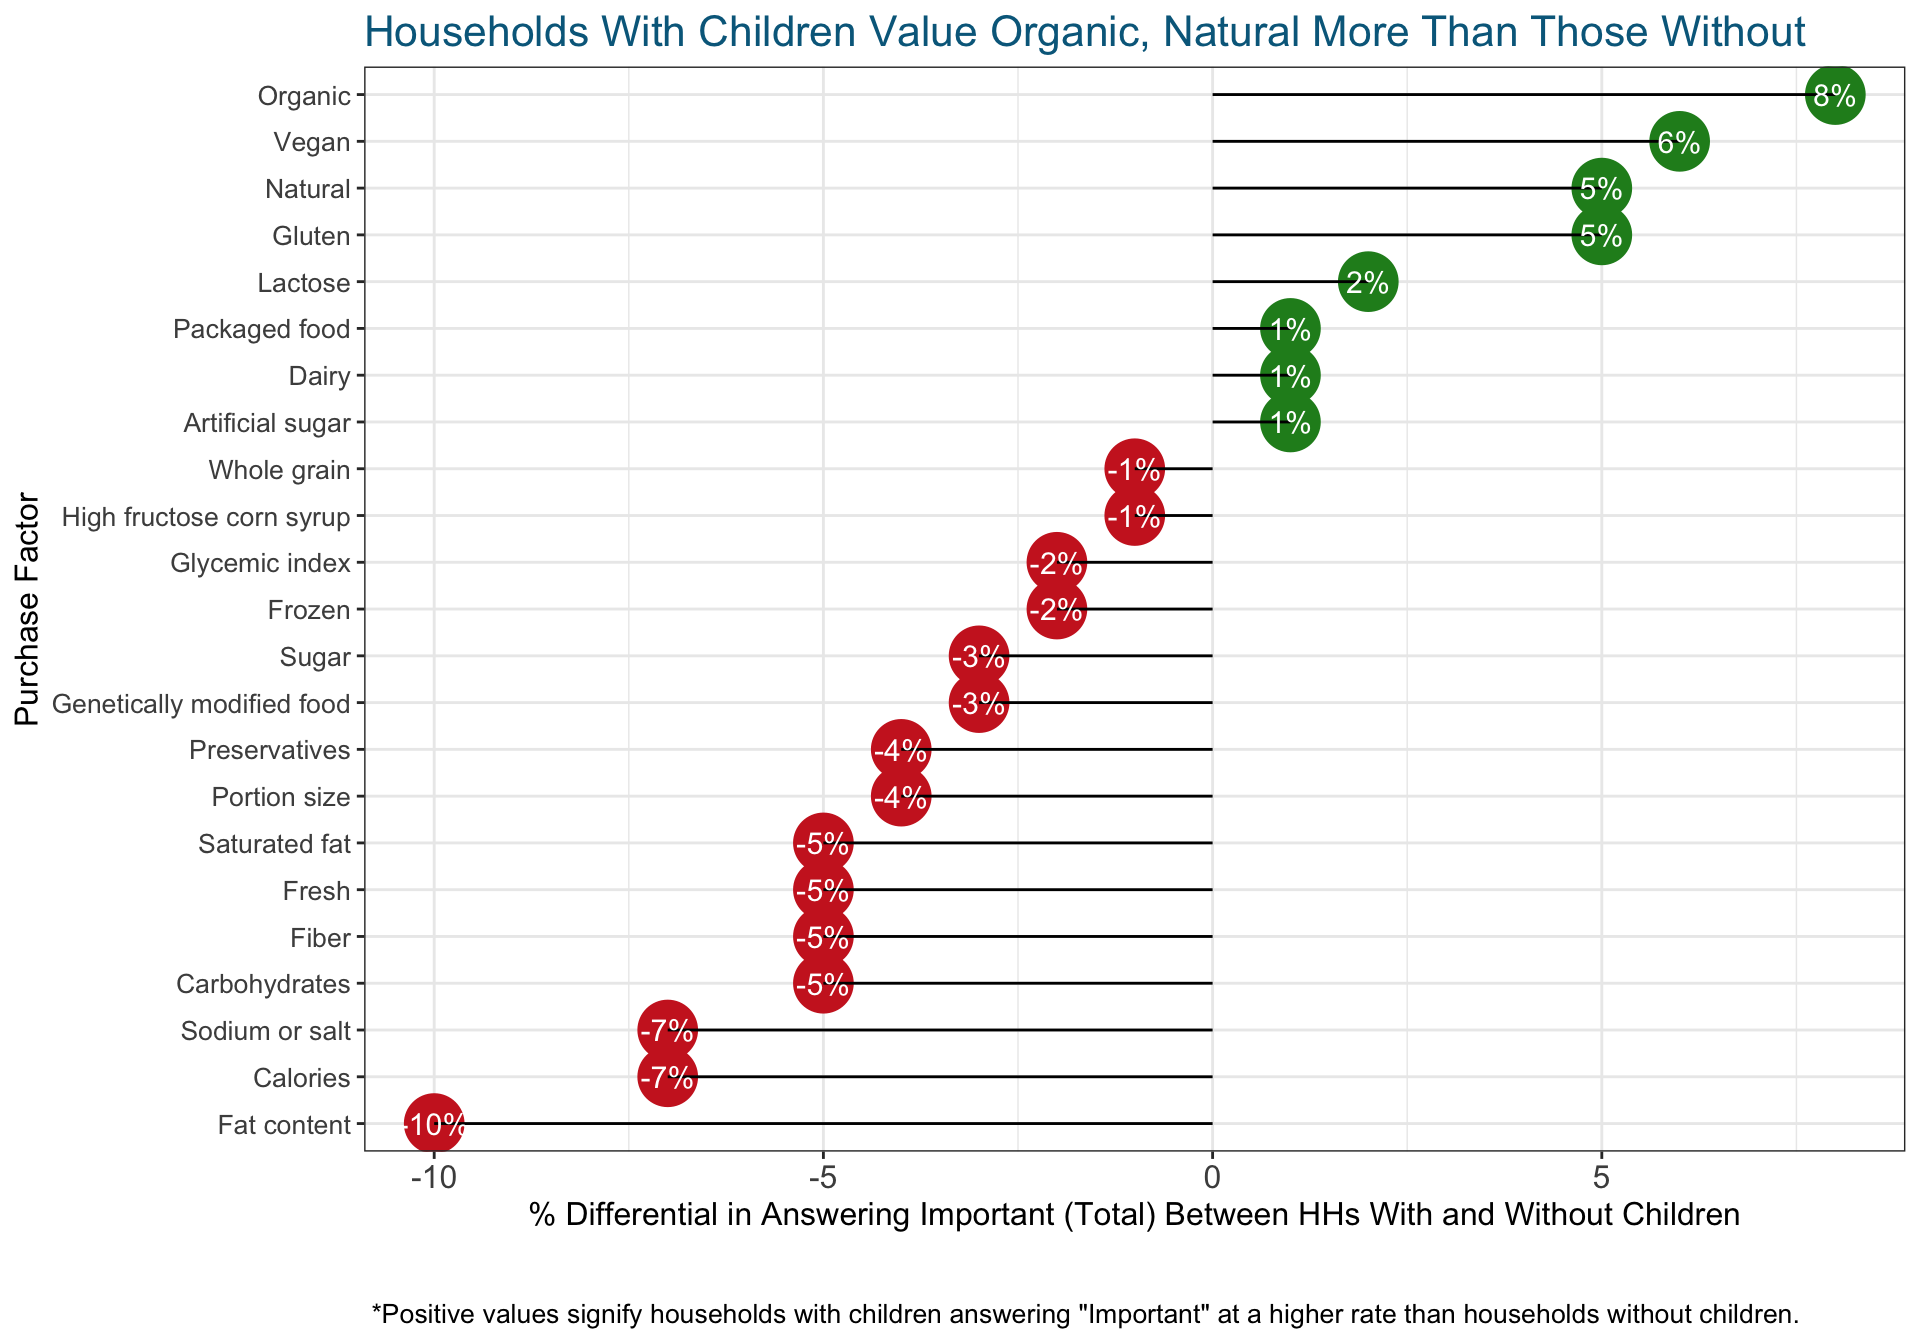 Households With Children Value Organic, Natural More Than Those Without
Purchase Factor
Organic 8%
Vegan 6%
Natural 5%
Gluten 5%
Lactose 2%
Packaged food 1%
Dairy 1%
Artificial sugar 1%
Whole grain -1%
High fructose corn syrup -1%
Glycemic index -2%
Frozen -2%
Sugar -3%
Genetically modified food -3%
Preservatives -4%
Portion size -4%
Saturated fat -5%
Fresh -5%
Fiber -5%
Carbohydrates -5%
Sodium or salt -7%
Calories -7%
Fat content -10%
-10 -5 0 5
% Differential in Answering Important (Total) Between HHs With and Without Children
*Positive values signify households with children answering "Important" at a higher rate than households without children.